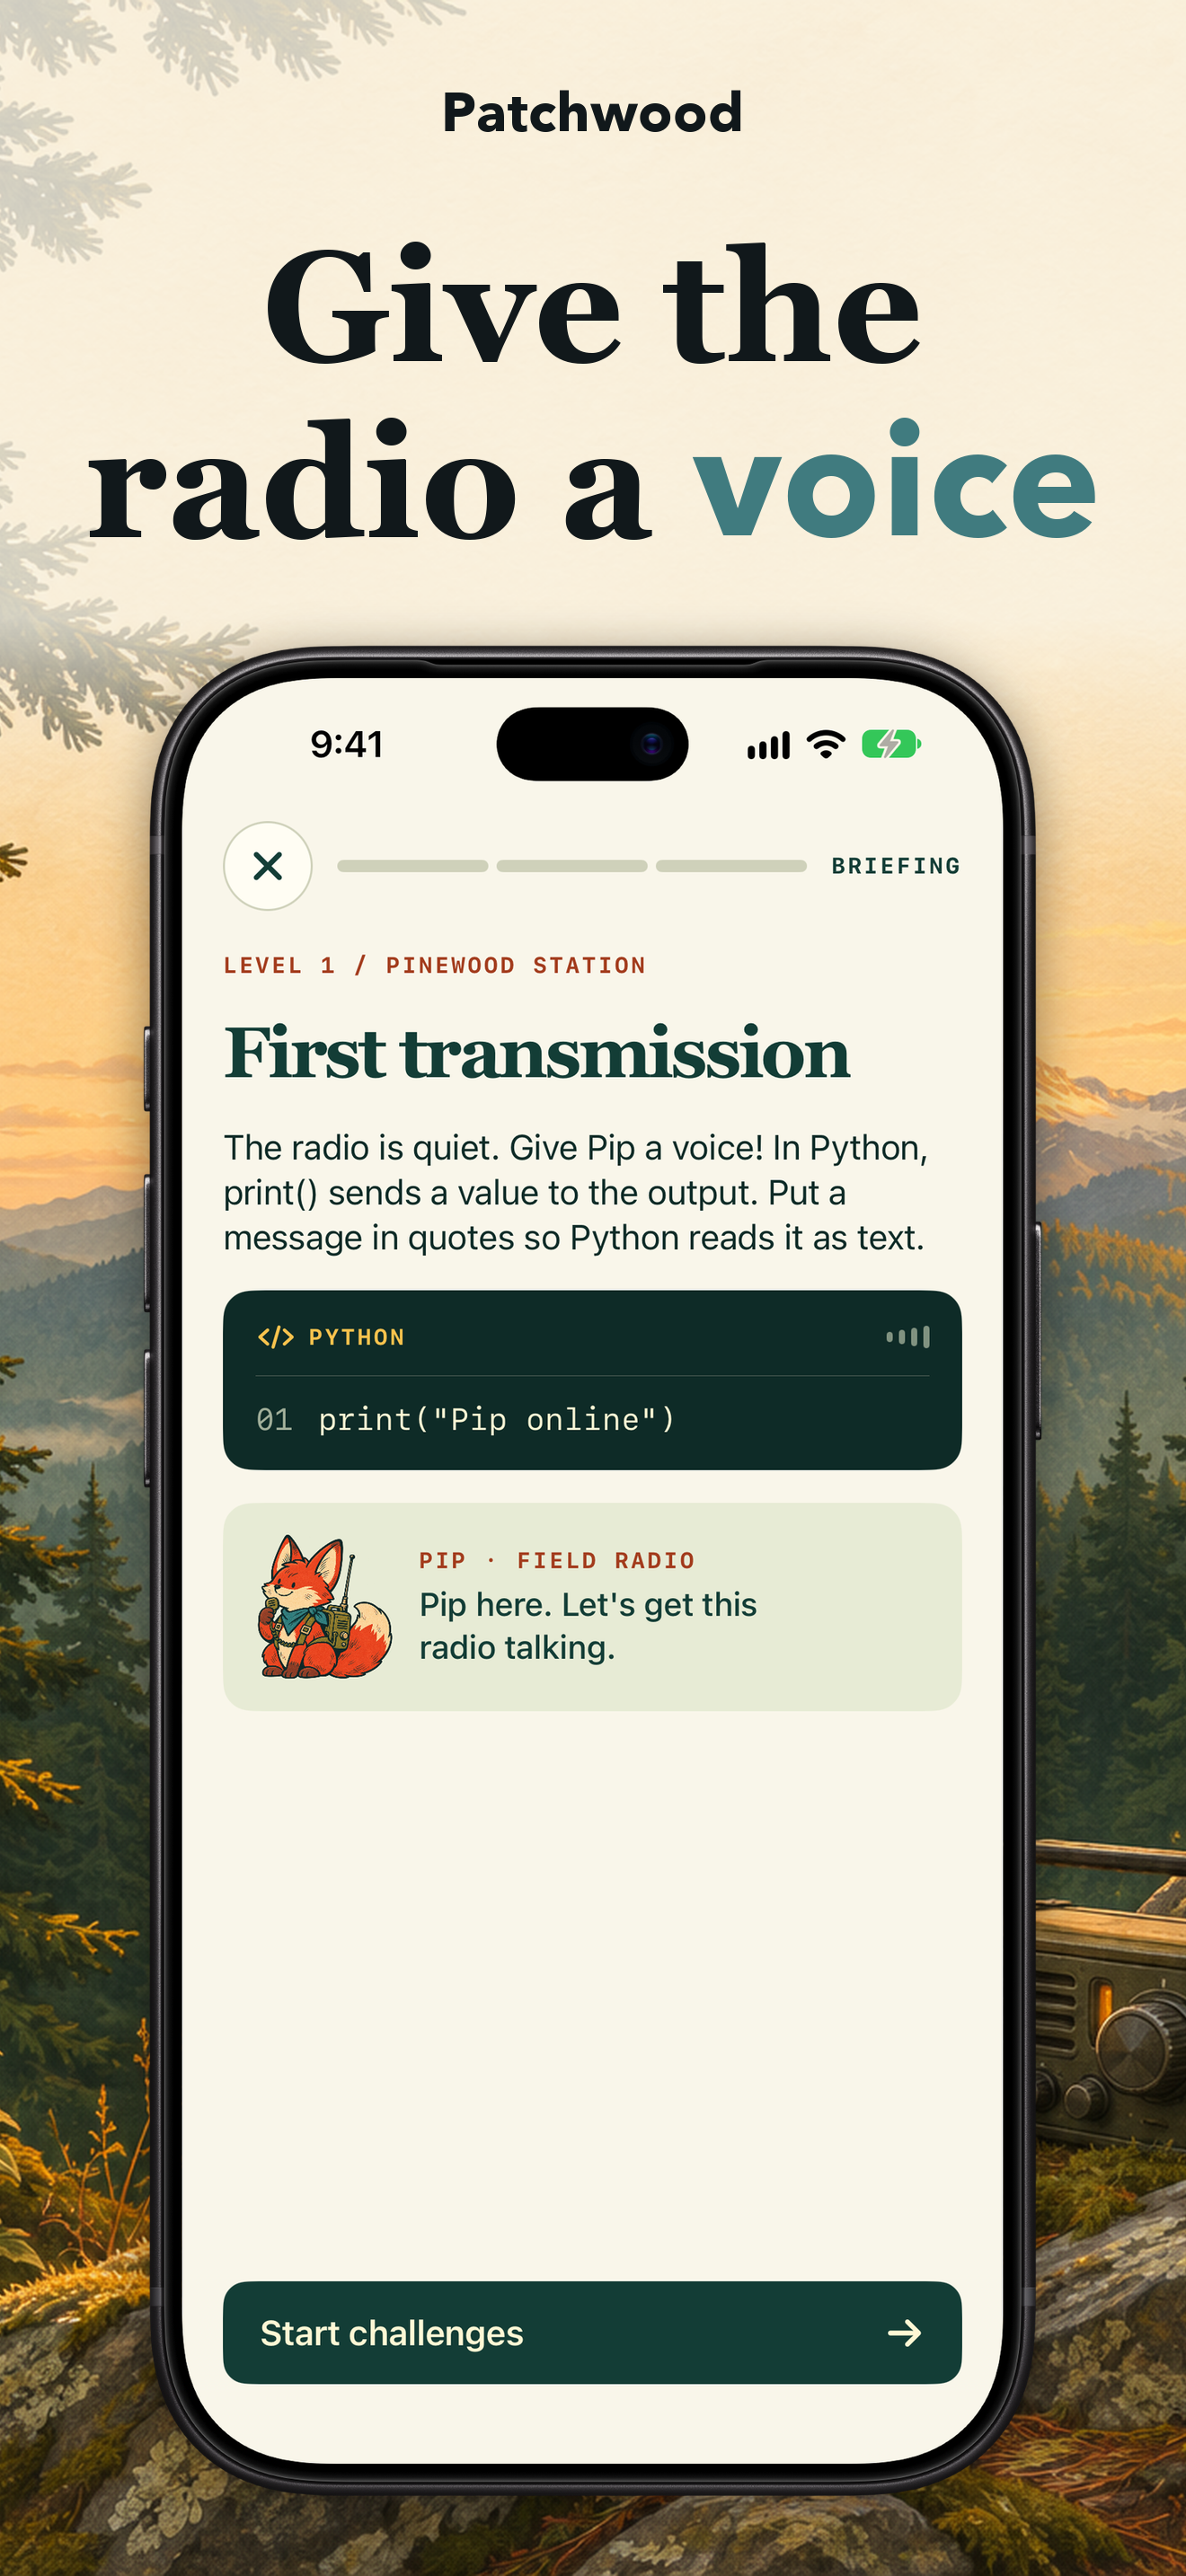 Patchwood
Give the
radio a voice
9:41
BRIEFING
LEVEL 1 / PINEWOOD STATION
First transmission
The radio is quiet. Give Pip a voice! In Python,
print() sends a value to the output. Put a
message in quotes so Python reads it as text.
</> PYTHON
01 print("Pip online")
PIP · FIELD RADIO
Pip here. Let's get this
radio talking.
Start challenges